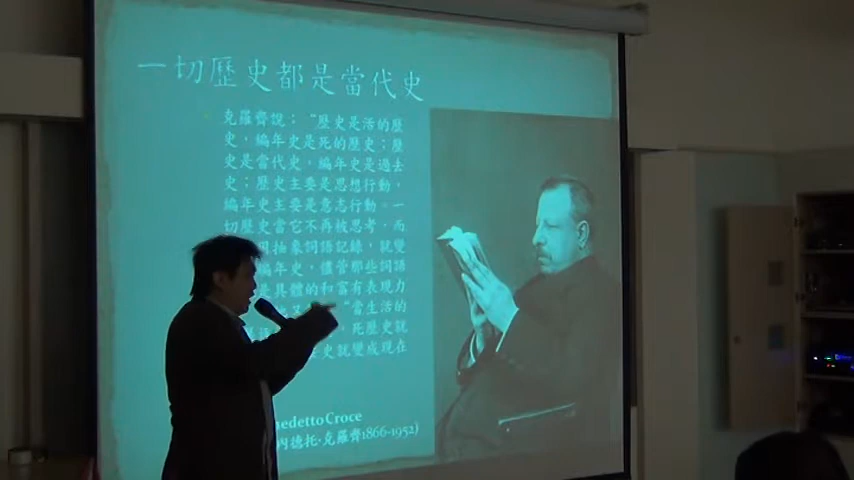 一切歷史都是當代史
克羅齊說：“歷史是活的歷
史，編年史是死的歷史；歷
史是當代史，編年史是過去
史；歷史主要是思想行動，
編年史主要是意志行動。一
切歷史當它不再被思考，而
抽象詞語記錄，就變
編年史，儘管那些詞語
具體的和富有表現力
“當生活的
死歷史就
史就變成現在
nedetto Croce
內德托·克羅齊1866-1952)